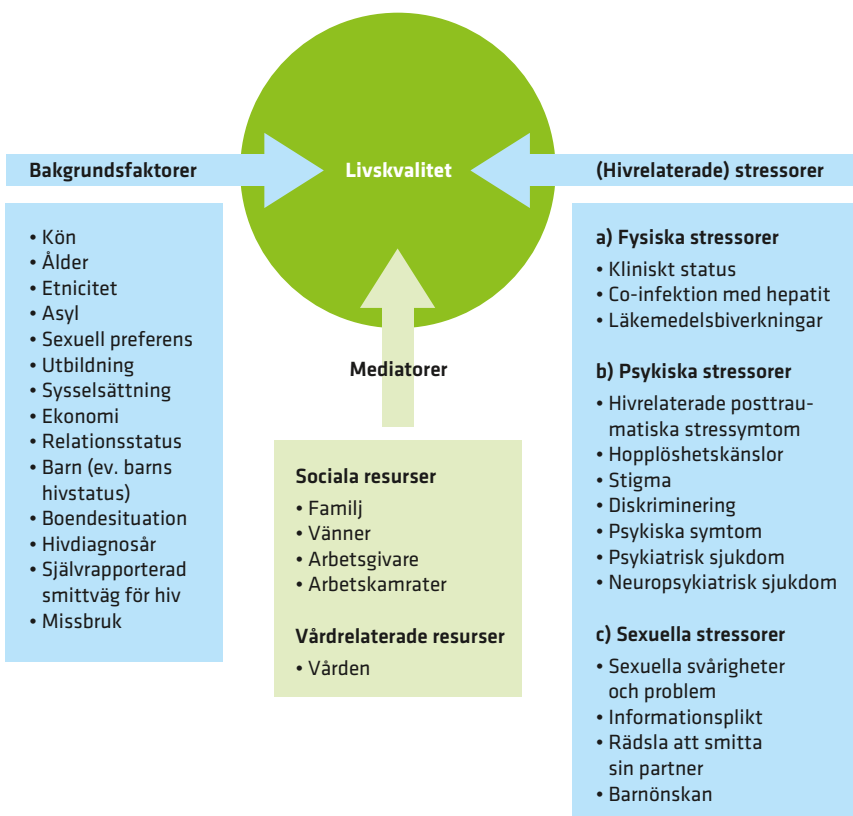 Bakgrundsfaktorer
Livskvalitet
(Hivrelaterade) stressorer
• Kön
• Ålder
• Etnicitet
• Asyl
• Sexuell preferens
• Utbildning
• Sysselsättning
• Ekonomi
• Relationsstatus
• Barn (ev. barns
hivstatus)
• Boendesituation
• Hivdiagnosår
• Självrapporterad
smittväg för hiv
• Missbruk
Mediatorer
Sociala resurser
• Familj
• Vänner
• Arbetsgivare
• Arbetskamrater
Vårdrelaterade resurser
• Vården
a) Fysiska stressorer
• Kliniskt status
• Co-infektion med hepatit
• Läkemedelsbiverkningar
b) Psykiska stressorer
• Hivrelaterade posttrau-
matiska stressymtom
• Hopplöshetskänslor
• Stigma
• Diskriminering
• Psykiska symtom
• Psykiatrisk sjukdom
• Neuropsykiatrisk sjukdom
c) Sexuella stressorer
• Sexuella svårigheter
och problem
• Informationsplikt
• Rädsla att smitta
sin partner
• Barnönskan